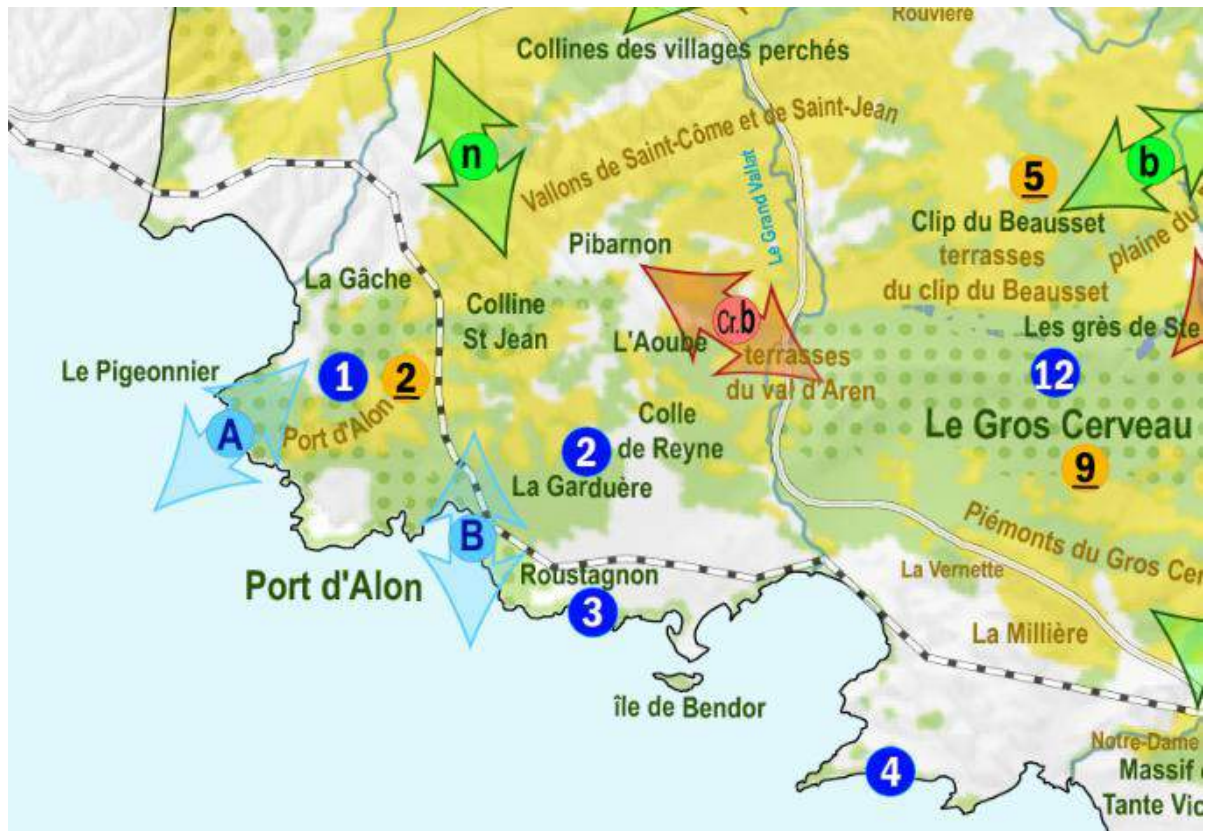 Rouvière
Collines des villages perchés
n
Vallons de Saint-Côme et de Saint-Jean
Le Grand Vallat
5
b
Clip du Beausset
terrasses
du clip du Beausset
plaine du
Pibarnon
La Gâche
Colline
St Jean
L'Aoube
Cr.b
terrasses
du val d'Aren
Les grès de Ste
12
Le Pigeonnier
1
2
A
Port d'Alon
Colle
de Reyne
2
La Garduère
Le Gros Cerveau
9
B
Piémonts du Gros Cer
Port d'Alon
Roustagnon
3
La Vernette
La Millière
île de Bendor
4
Notre-Dame
Massif
Tante Vic